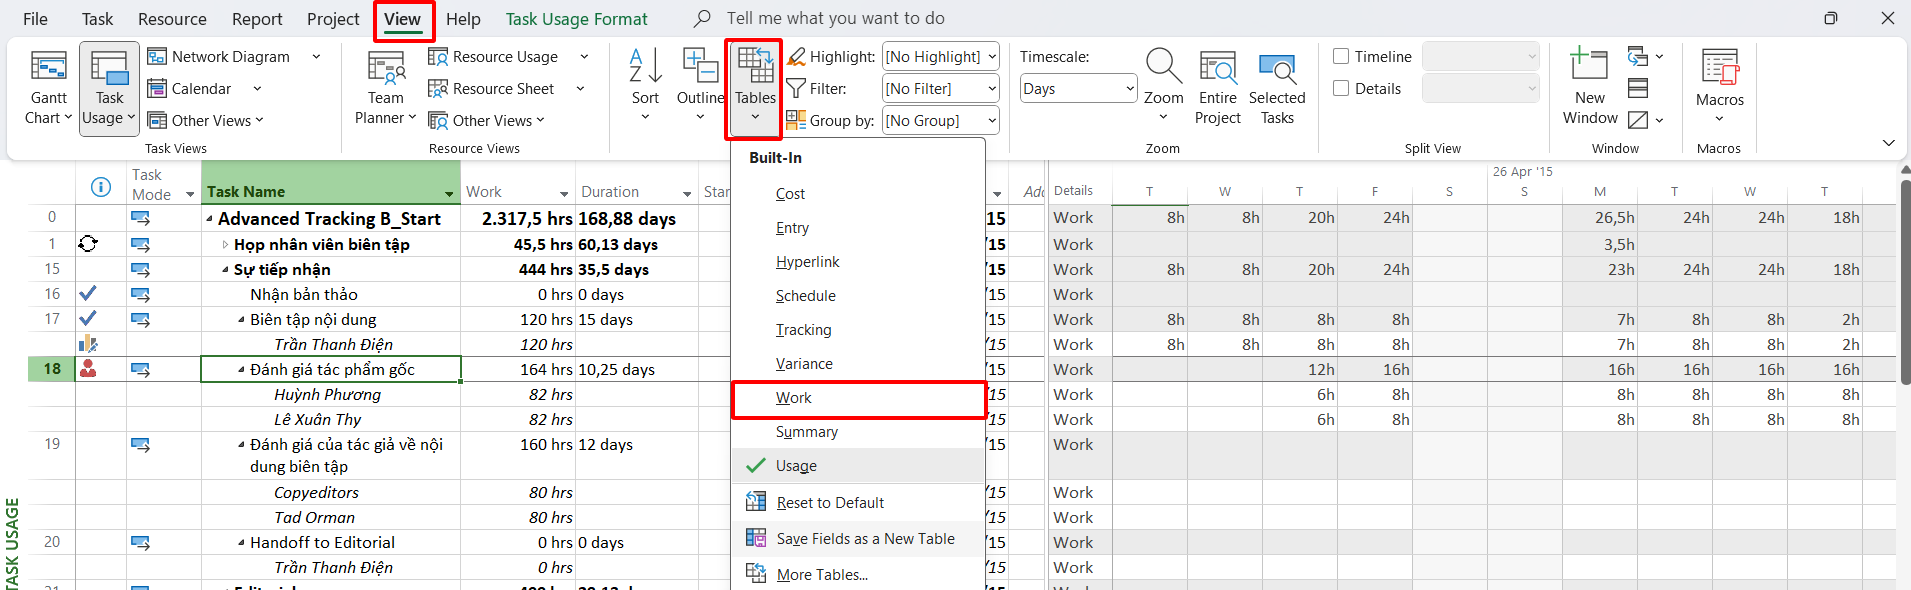 File Task Resource Report Project View Help Task Usage Format Tell me what you want to do
Gantt Chart
Task Usage
Network Diagram
Calendar
Other Views
Task Views
Team Planner
Resource Usage
Resource Sheet
Other Views
Resource Views
Sort
Outline
Tables
Highlight: [No Highlight]
Filter: [No Filter]
Group by: [No Group]
Timescale:
Days
Zoom
Entire Project
Selected Tasks
Zoom
Timeline
Details
Split View
New Window
Window
Macros
Macros
Built-In
Cost
Entry
Hyperlink
Schedule
Tracking
Variance
Work
Summary
Usage
Reset to Default
Save Fields as a New Table
More Tables...
Task Mode Task Name Work Duration Details
26 Apr '15
T W T F S S M T W T
0 Advanced Tracking B_Start 2.317,5 hrs 168,88 days 15 Work 8h 8h 20h 24h 26,5h 24h 24h 18h
1 Họp nhân viên biên tập 45,5 hrs 60,13 days /15 Work 3,5h
15 Sự tiếp nhận 444 hrs 35,5 days /15 Work 8h 8h 20h 24h 23h 24h 24h 18h
16 Nhận bản thảo 0 hrs 0 days /15 Work
17 Biên tập nội dung 120 hrs 15 days /15 Work 8h 8h 8h 8h 7h 8h 8h 2h
Trần Thanh Điện 120 hrs /15 Work 8h 8h 8h 8h 7h 8h 8h 2h
18 Đánh giá tác phẩm gốc 164 hrs 10,25 days /15 Work 12h 16h 16h 16h 16h 16h
Huỳnh Phương 82 hrs /15 Work 6h 8h 8h 8h 8h 8h
Lê Xuân Thy 82 hrs /15 Work 6h 8h 8h 8h 8h 8h
19 Đánh giá của tác giả về nội dung biên tập 160 hrs 12 days /15 Work
Copyeditors 80 hrs /15 Work
Tad Orman 80 hrs /15 Work
20 Handoff to Editorial 0 hrs 0 days /15 Work
Trần Thanh Điện 0 hrs /15 Work
TASK USAGE